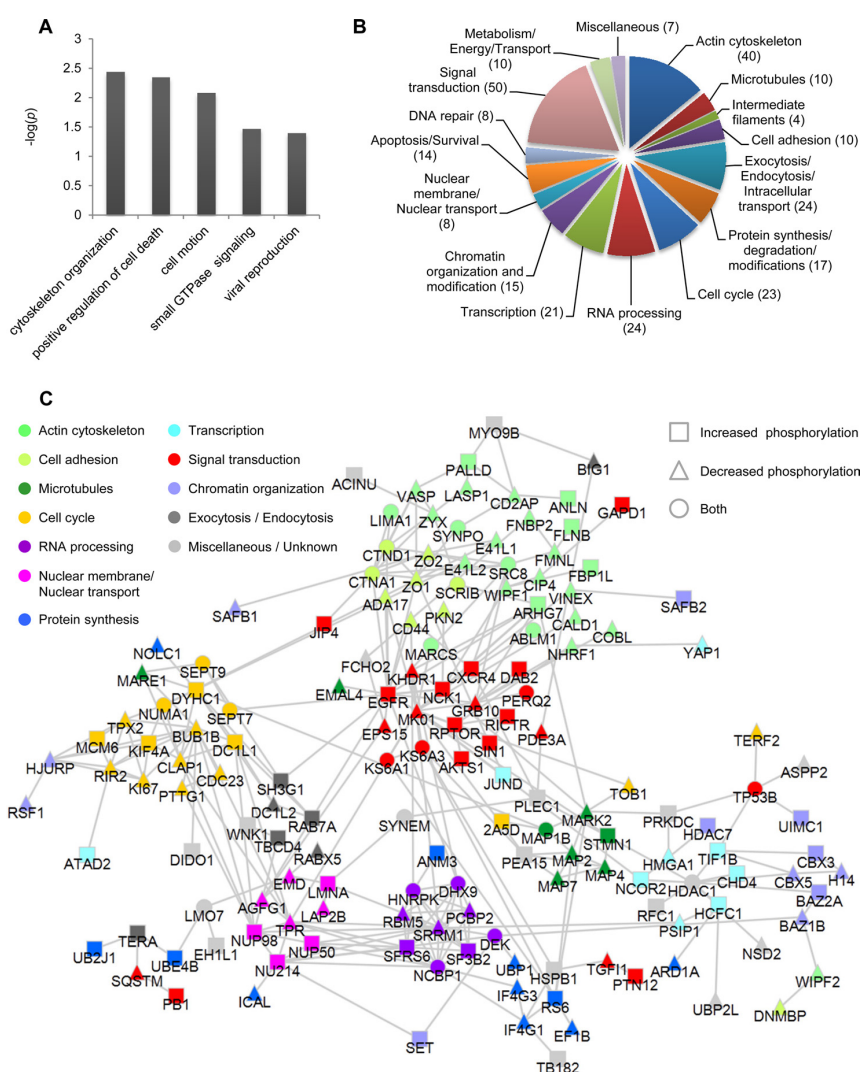 A
-log(p)
3
2.5
2
1.5
1
0.5
0
cytoskeleton organization
positive regulation of cell death
cell motion
small GTPase signaling
viral reproduction
B
Miscellaneous (7)
Metabolism/
Energy/Transport
(10)
Signal
transduction (50)
DNA repair (8)
Apoptosis/Survival
(14)
Nuclear
membrane/
Nuclear transport
(8)
Chromatin
organization and
modification (15)
Transcription (21)
RNA processing
(24)
Actin cytoskeleton
(40)
Microtubules (10)
Intermediate
filaments (4)
Cell adhesion (10)
Exocytosis/
Endocytosis/
Intracellular
transport (24)
Protein synthesis/
degradation/
modifications (17)
Cell cycle (23)
C
Actin cytoskeleton
Cell adhesion
Microtubules
Cell cycle
RNA processing
Nuclear membrane/
Nuclear transport
Protein synthesis
Transcription
Signal transduction
Chromatin organization
Exocytosis / Endocytosis
Miscellaneous / Unknown
Increased phosphorylation
Decreased phosphorylation
Both
MYO9B
PALLD
BIG1
ACINU
VASP
LASP1
CD2AP
ANLN
GAPD1
LIMA1
ZYX
SYNPO
FNBP2
FLNB
CTND1
ZO2
E41L1
E41L2
SRC8
FMNL
FBP1L
CTNA1
ZO1
SCRIB
WIPF1
CIP4
VINEX
SAFB2
ADA17
PKN2
ARHG7
CALD1
SAFB1
JIP4
CD44
ABLM1
COBL
MARCS
NHRF1
YAP1
NOLC1
SEPT9
MARE1
DYHC1
FCHO2
KHDR1
CXCR4
DAB2
EMAL4
EGFR
NCK1
PERQ2
NUMA1
SEPT7
MK01
GRB10
TPX2
BUB1B
EPS15
RPTOR
RICTR
PDE3A
TERF2
MCM6
KIF4A
DC1L1
KS6A3
SIN1
HJURP
RIR2
CLAP1
KS6A1
AKTS1
ASPP2
KI67
CDC23
PTTG1
SH3G1
JUND
TOB1
TP53B
RSF1
DC1L2
RAB7A
PLEC1
MARK2
PRKDC
HDAC7
UIMC1
WNK1
TBCD4
SYNEM
2A5D
MAP1B
STMN1
ATAD2
DIDO1
RABX5
ANM3
PEA15
MAP2
HMGA1
TIF1B
CBX3
EMD
LMNA
HNRPK
DHX9
MAP7
MAP4
NCOR2
HDAC1
CHD4
CBX5
H14
LMO7
AGFG1
LAP2B
RBM5
PCBP2
RFC1
HCFC1
BAZ2A
TERA
NUP98
TPR
SRRM1
DEK
PSIP1
BAZ1B
UB2J1
UBE4B
EH1L1
NUP50
SFRS6
SF3B2
NSD2
SQSTM
NU214
NCBP1
UBP1
HSPB1
TGFI1
ARD1A
WIPF2
PB1
ICAL
IF4G3
RS6
PTN12
UBP2L
DNMBP
IF4G1
EF1B
SET
TB182